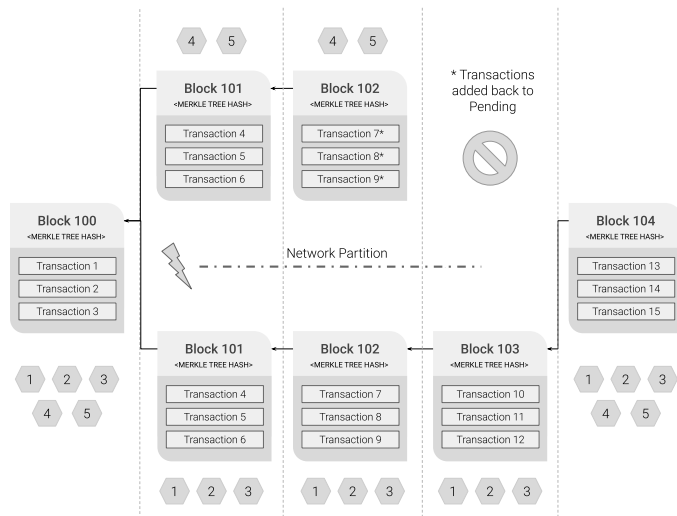 4 5
4 5
* Transactions
added back to
Pending
Block 101
<MERKLE TREE HASH>
Transaction 4
Transaction 5
Transaction 6
Block 102
<MERKLE TREE HASH>
Transaction 7*
Transaction 8*
Transaction 9*
Block 100
<MERKLE TREE HASH>
Transaction 1
Transaction 2
Transaction 3
Network Partition
Block 104
<MERKLE TREE HASH>
Transaction 13
Transaction 14
Transaction 15
Block 101
<MERKLE TREE HASH>
Transaction 4
Transaction 5
Transaction 6
Block 102
<MERKLE TREE HASH>
Transaction 7
Transaction 8
Transaction 9
Block 103
<MERKLE TREE HASH>
Transaction 10
Transaction 11
Transaction 12
1 2 3
4 5
1 2 3
4 5
1 2 3
1 2 3
1 2 3